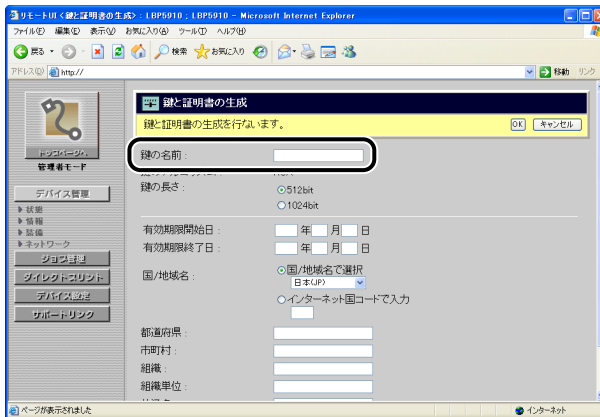 リモートUI <鍵と証明書の生成> : LBP5910 ; LBP5910 - Microsoft Internet Explorer
ファイル(F) 編集(E) 表示(V) お気に入り(A) ツール(T) ヘルプ(H)
戻る 検索 お気に入り
アドレス(D) http:// 移動 リンク
鍵と証明書の生成
鍵と証明書の生成を行ないます。 OK キャンセル
トップページへ
管理者モード
デバイス管理
状態
情報
装備
ネットワーク
ジョブ管理
ダイレクトプリント
デバイス設定
サポートリンク
鍵の名前 :
鍵の長さ :
512bit
1024bit
有効期限開始日 : 年 月 日
有効期限終了日 : 年 月 日
国/地域名 :
国/地域名で選択
日本(JP)
インターネット国コードで入力
都道府県 :
市町村 :
組織 :
組織単位 :
ページが表示されました インターネット